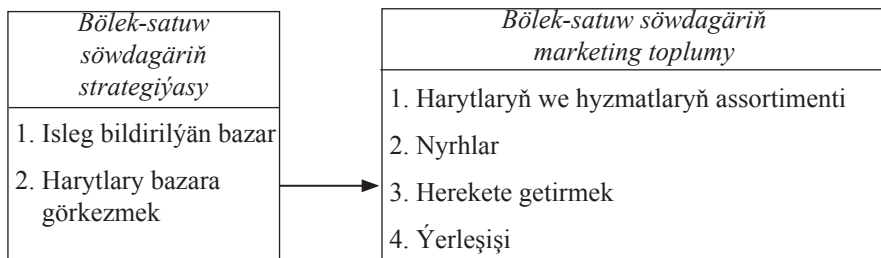 Bölek-satuw
söwdagäriň
strategiýasy
1. Isleg bildirilýän bazar
2. Harytlary bazara
görkezmek
Bölek-satuw söwdagäriň
marketing toplumy
1. Harytlaryň we hyzmatlaryň assortimenti
2. Nyrhlar
3. Herekete getirmek
4. Ýerleşişi